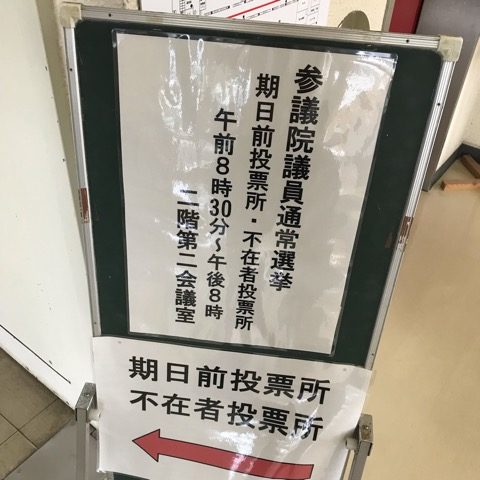 参議院議員通常選挙
期日前投票所・不在者投票所
午前8時30分～午後8時
二階第二会議室
期日前投票所
不在者投票所